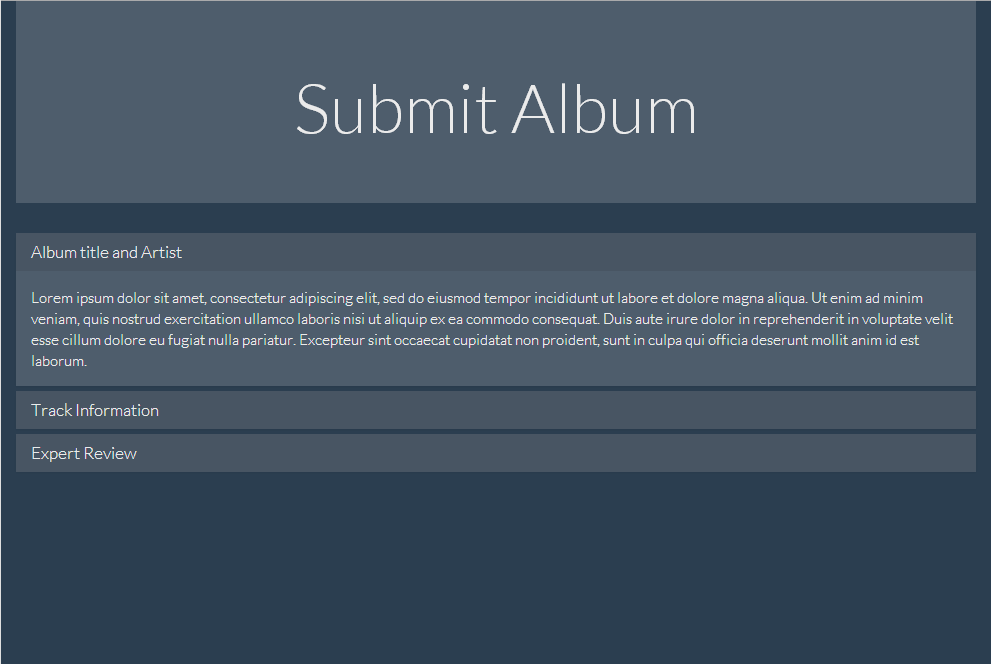 Submit Album
Album title and Artist
Lorem ipsum dolor sit amet, consectetur adipiscing elit, sed do eiusmod tempor incididunt ut labore et dolore magna aliqua. Ut enim ad minim
veniam, quis nostrud exercitation ullamco laboris nisi ut aliquip ex ea commodo consequat. Duis aute irure dolor in reprehenderit in voluptate velit
esse cillum dolore eu fugiat nulla pariatur. Excepteur sint occaecat cupidatat non proident, sunt in culpa qui officia deserunt mollit anim id est
laborum.
Track Information
Expert Review